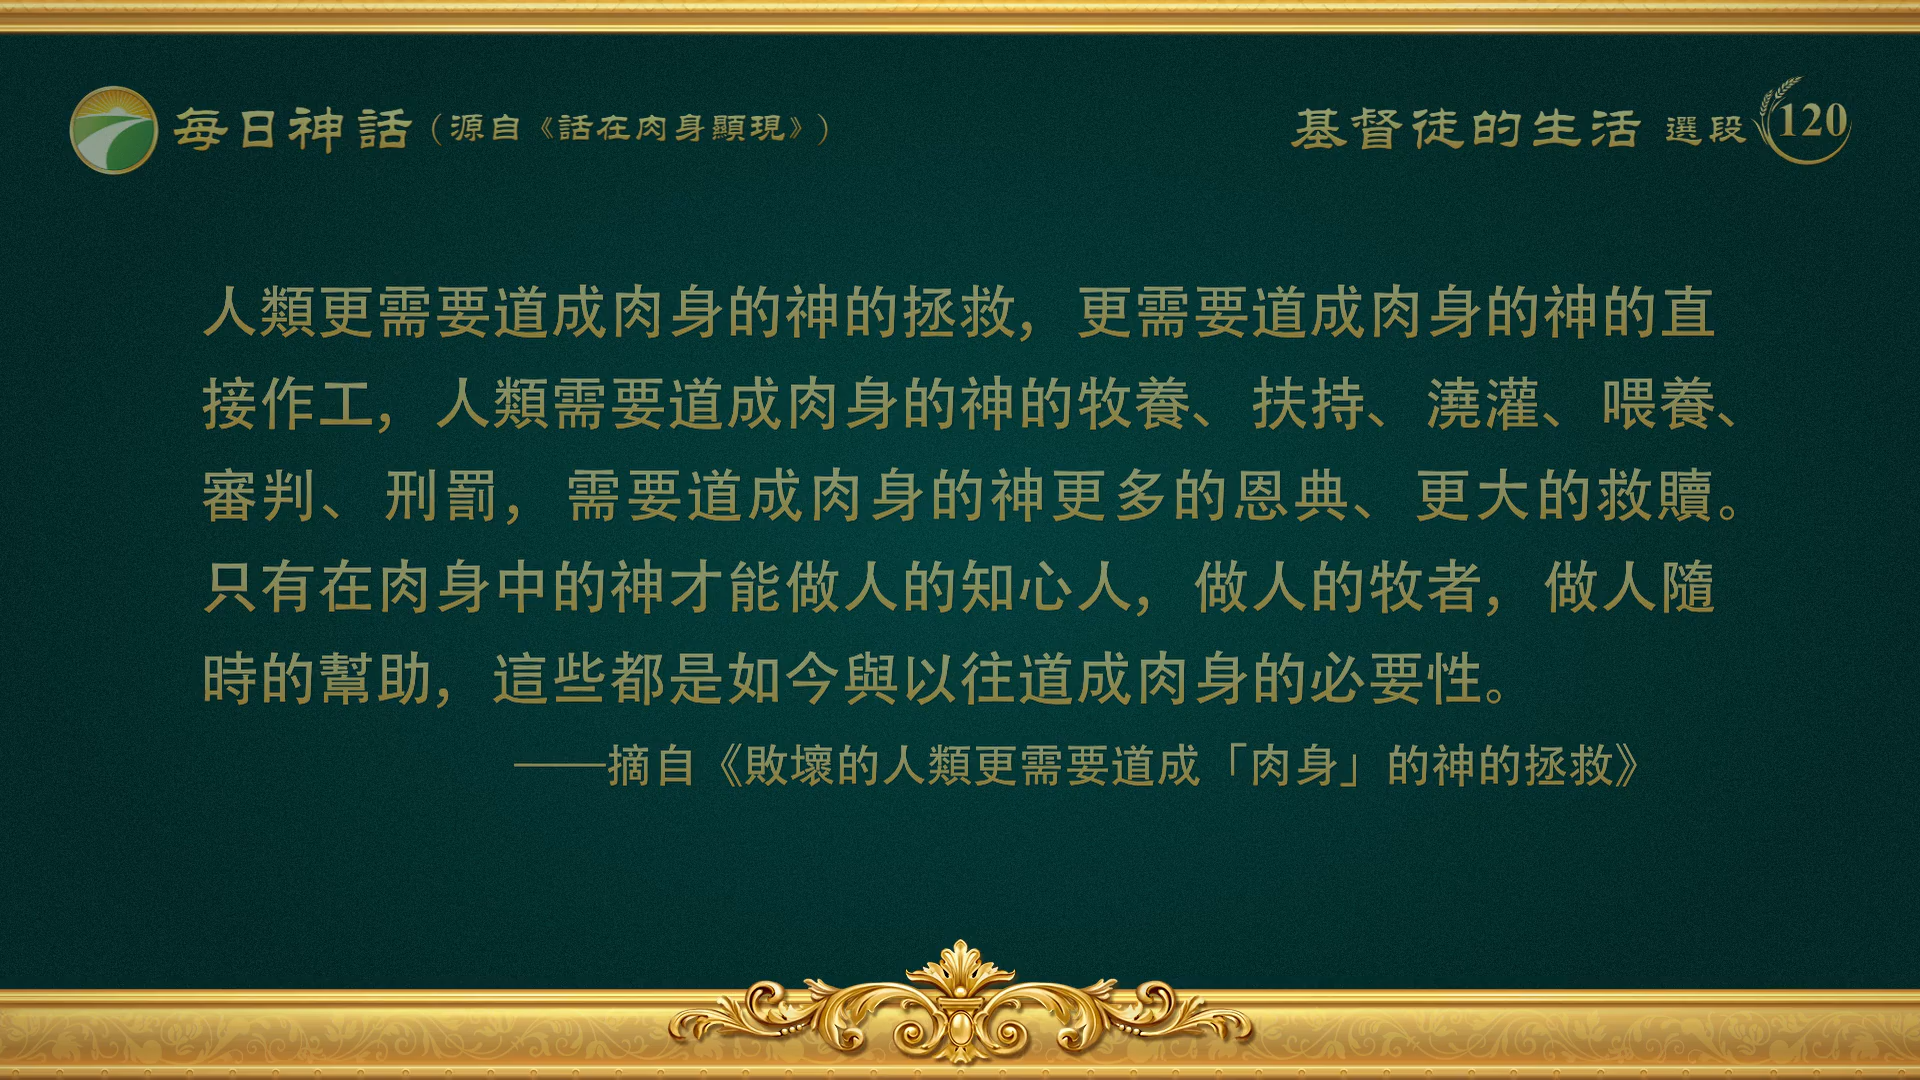 每日神話（源自《話在肉身顯現》）
基督徒的生活 選段 120
人類更需要道成肉身的神的拯救，更需要道成肉身的神的直
接作工，人類需要道成肉身的神的牧養、扶持、澆灌、喂養、
審判、刑罰，需要道成肉身的神更多的恩典、更大的救贖。
只有在肉身中的神才能做人的知心人，做人的牧者，做人隨
時的幫助，這些都是如今與以往道成肉身的必要性。
——摘自《敗壞的人類更需要道成「肉身」的神的拯救》